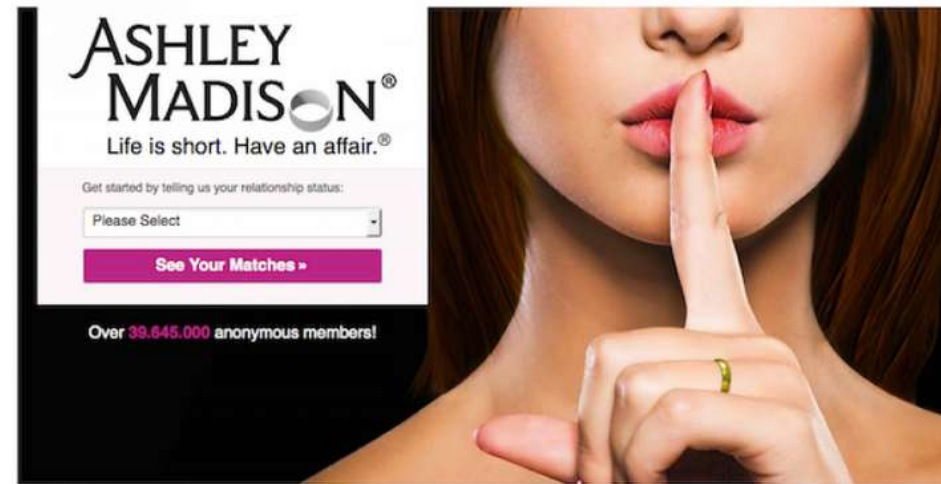 ASHLEY
MADISON®
Life is short. Have an affair.®
Get started by telling us your relationship status:
Please Select
See Your Matches »
Over 39.645.000 anonymous members!